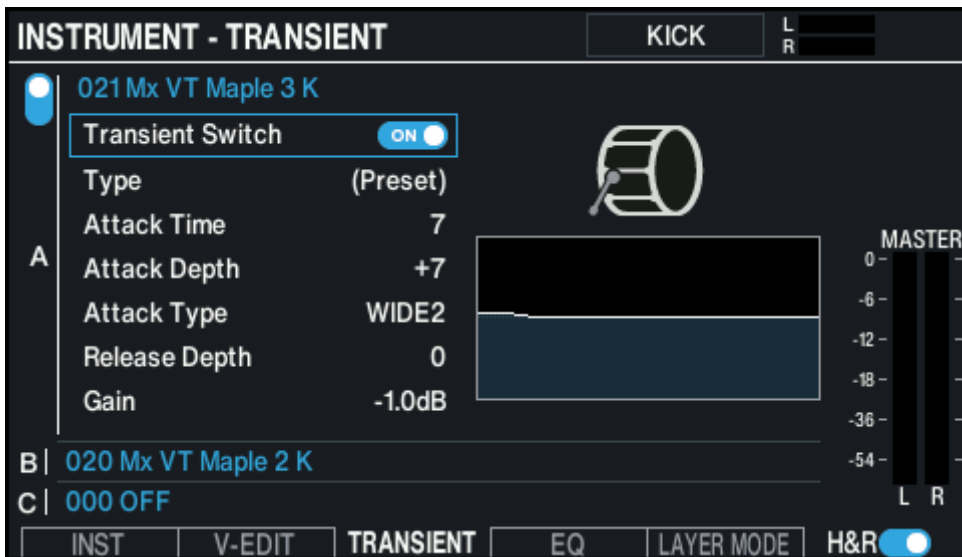 INSTRUMENT - TRANSIENT KICK L
R
021 Mx VT Maple 3 K
Transient Switch ON
Type (Preset)
Attack Time 7
A
Attack Depth +7
Attack Type WIDE2
Release Depth 0
Gain -1.0dB
MASTER
0-
-6-
-12-
-18-
-36-
-54-
L R
B 020 Mx VT Maple 2 K
C 000 OFF
INST V-EDIT TRANSIENT EQ LAYER MODE H&R